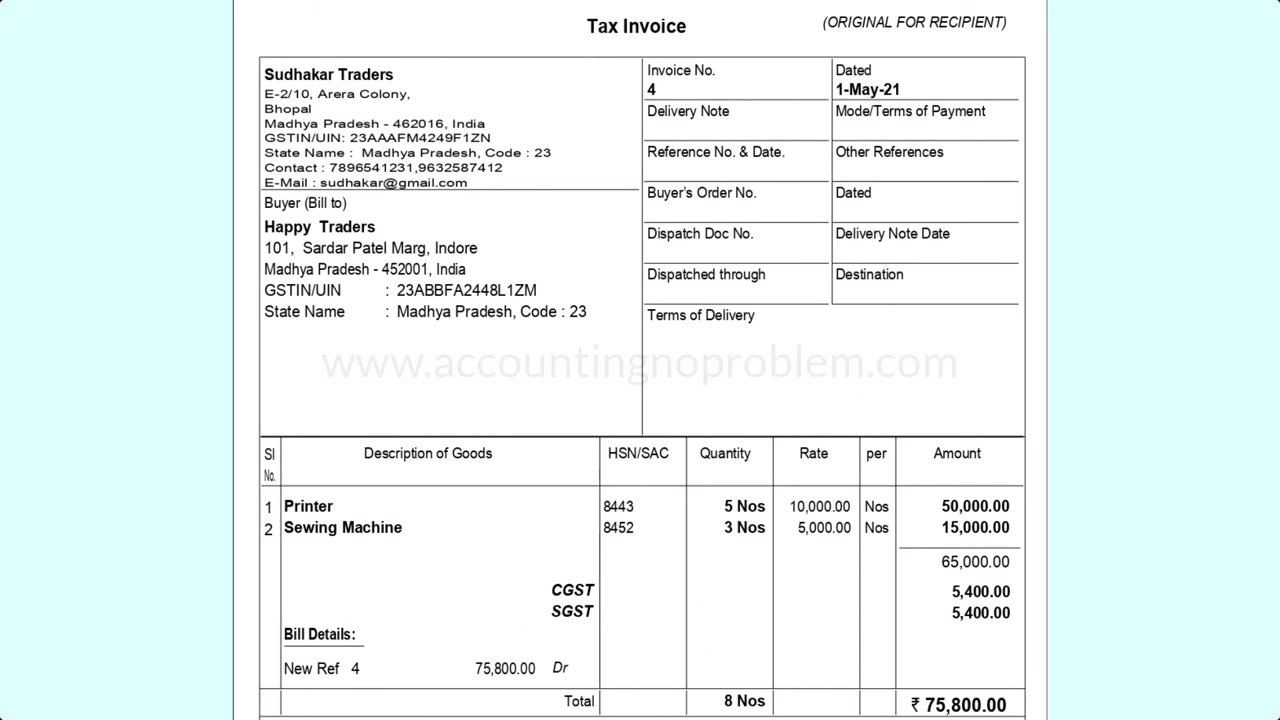 Tax Invoice
(ORIGINAL FOR RECIPIENT)
Sudhakar Traders
E-2/10, Arera Colony,
Bhopal
Madhya Pradesh - 462016, India
GSTIN/UIN: 23AAAFM4249F1ZN
State Name : Madhya Pradesh, Code : 23
Contact : 7896541231,9632587412
E-Mail : sudhakar@gmail.com
Buyer (Bill to)
Happy Traders
101, Sardar Patel Marg, Indore
Madhya Pradesh - 452001, India
GSTIN/UIN : 23ABBFA2448L1ZM
State Name : Madhya Pradesh, Code : 23
Invoice No. Dated
4 1-May-21
Delivery Note Mode/Terms of Payment
Reference No. & Date. Other References
Buyer's Order No. Dated
Dispatch Doc No. Delivery Note Date
Dispatched through Destination
Terms of Delivery
www.accountingnoproblem.com
Sl Description of Goods HSN/SAC Quantity Rate per Amount
No.
1 Printer 8443 5 Nos 10,000.00 Nos 50,000.00
2 Sewing Machine 8452 3 Nos 5,000.00 Nos 15,000.00
65,000.00
CGST 5,400.00
SGST 5,400.00
Bill Details:
New Ref 4 75,800.00 Dr
Total 8 Nos ₹ 75,800.00